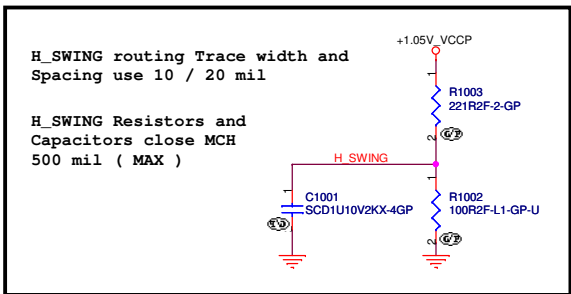 H_SWING routing Trace width and
Spacing use 10 / 20 mil
H_SWING Resistors and
Capacitors close MCH
500 mil ( MAX )
+1.05V_VCCP
1
R1003
221R2F-2-GP
2
G/P
H_SWING
1
C1001
SCD1U10V2KX-4GP
2
1
R1002
100R2F-L1-GP-U
2
G/P